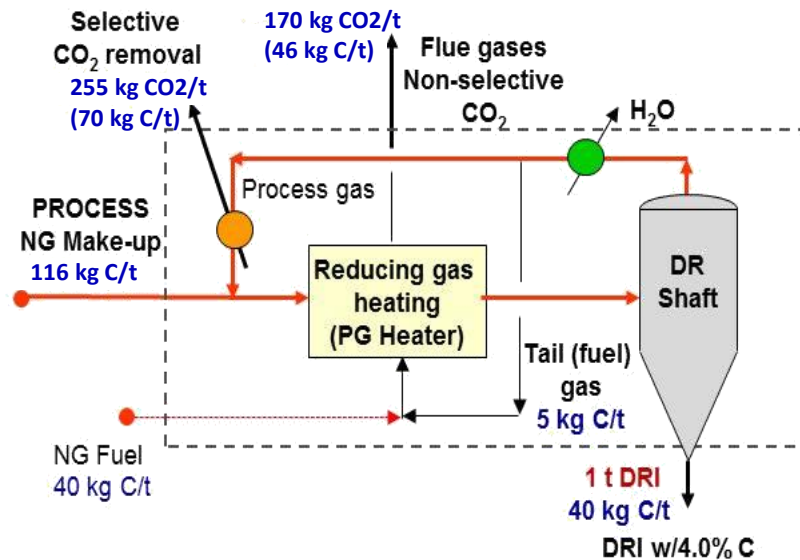 Selective
CO2 removal
255 kg CO2/t
(70 kg C/t)
170 kg CO2/t
(46 kg C/t)
Flue gases
Non-selective
CO2
H2O
Process gas
PROCESS
NG Make-up
116 kg C/t
Reducing gas
heating
(PG Heater)
DR
Shaft
Tail (fuel)
gas
5 kg C/t
NG Fuel
40 kg C/t
1 t DRI
40 kg C/t
DRI w/4.0% C